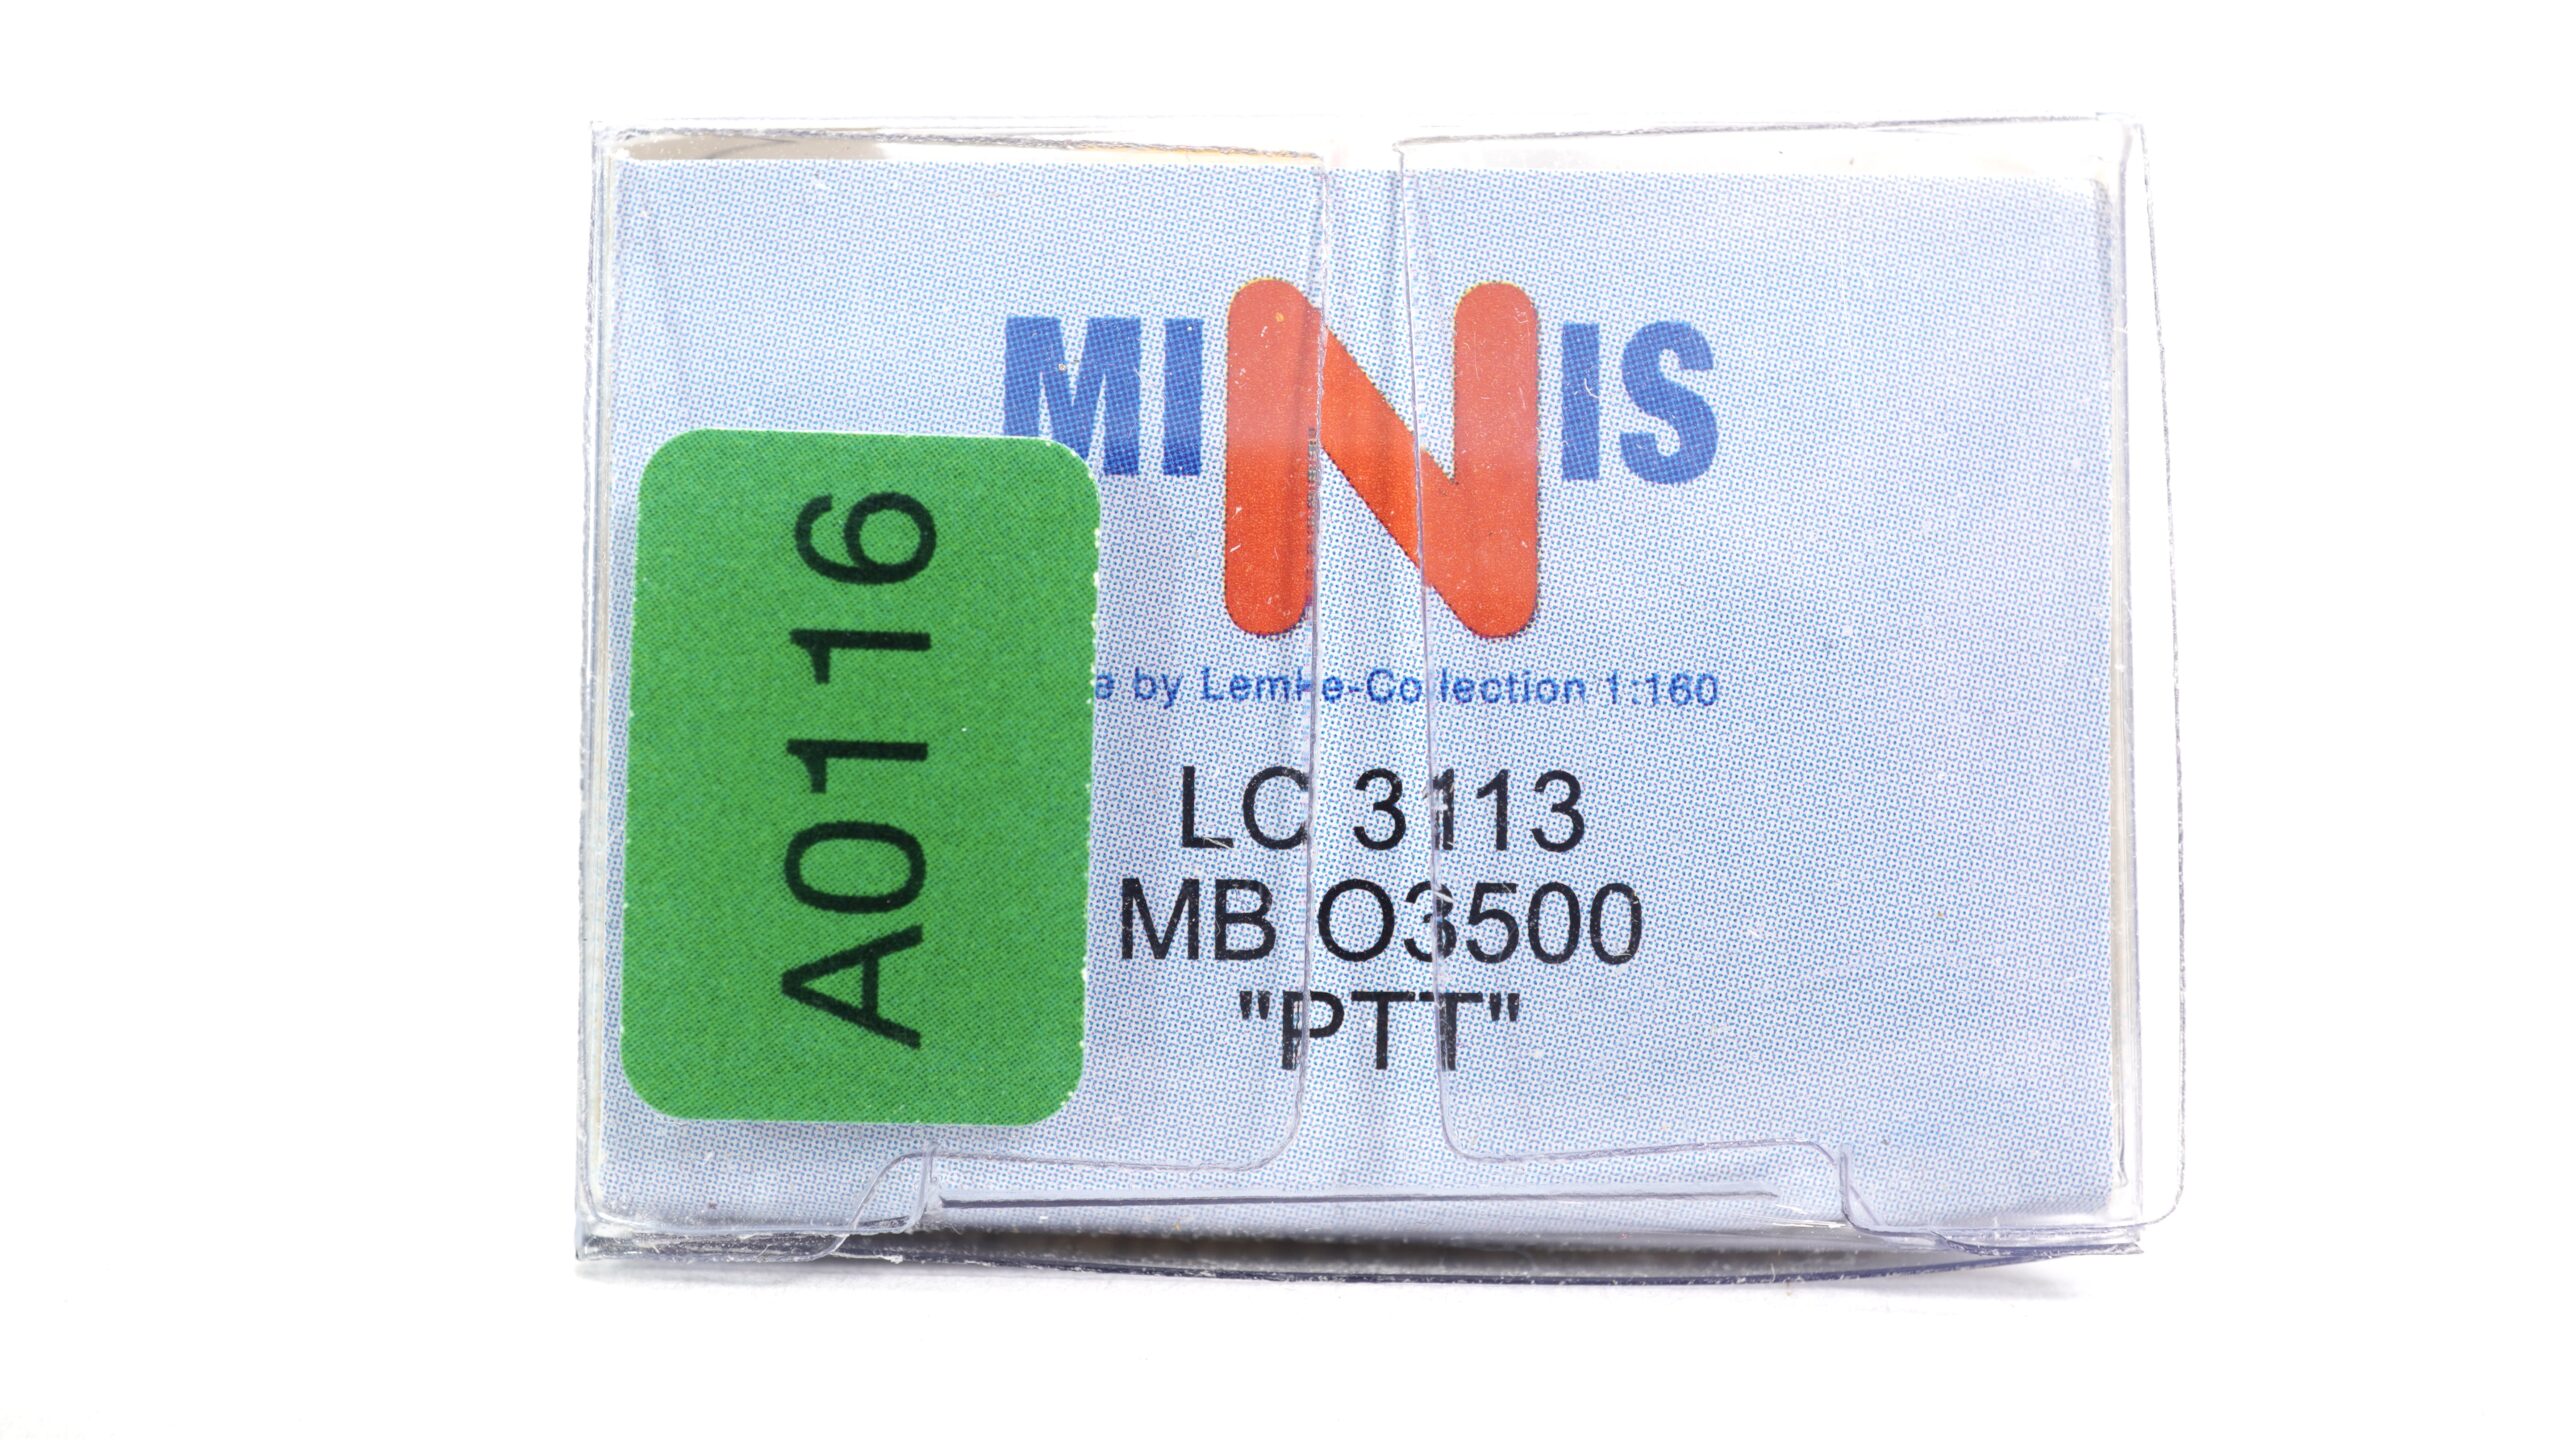 MINIS
by Lemke-Collection 1:160
LC 3113
MB O3500
"PTT"
A0116